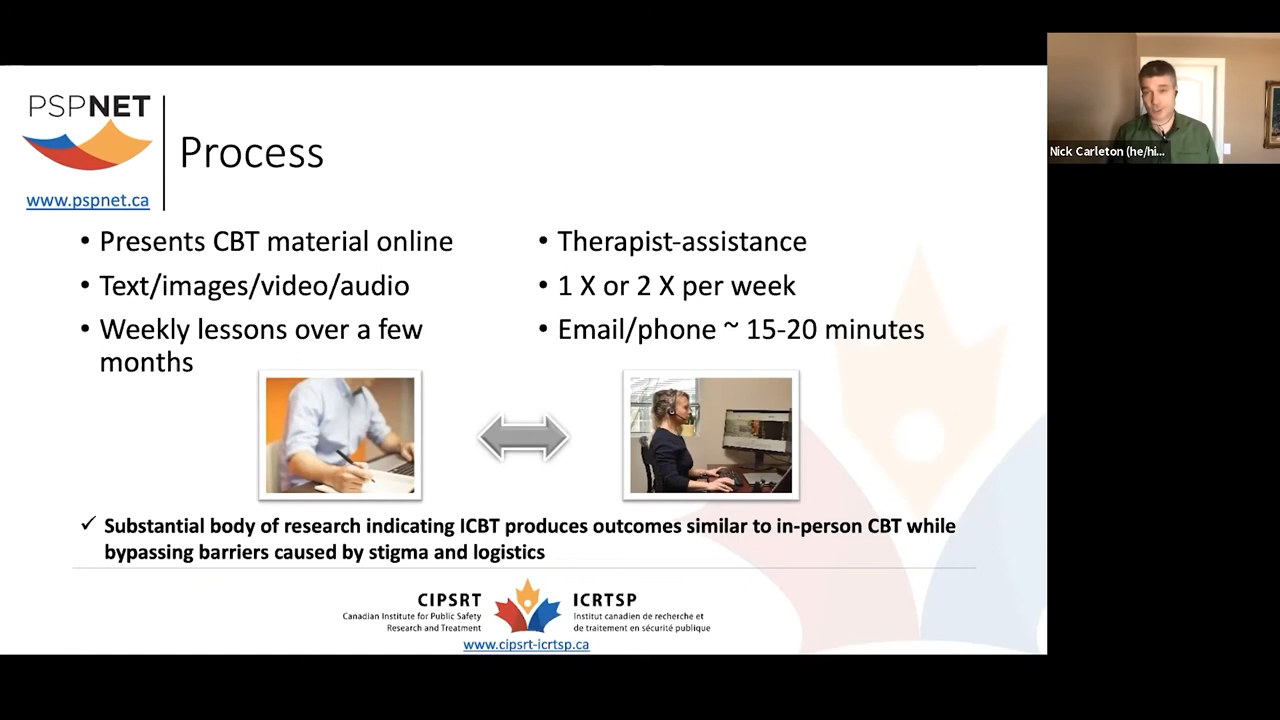 PSPNET
www.pspnet.ca
Process
• Presents CBT material online
• Text/images/video/audio
• Weekly lessons over a few
months
• Therapist-assistance
• 1 X or 2 X per week
• Email/phone ~ 15-20 minutes
✓ Substantial body of research indicating ICBT produces outcomes similar to in-person CBT while
bypassing barriers caused by stigma and logistics
CIPSRT
Canadian Institute for Public Safety
Research and Treatment
ICRTSP
Institut canadien de recherche et
de traitement en sécurité publique
www.cipsrt-icrtsp.ca
Nick Carleton (he/hi...